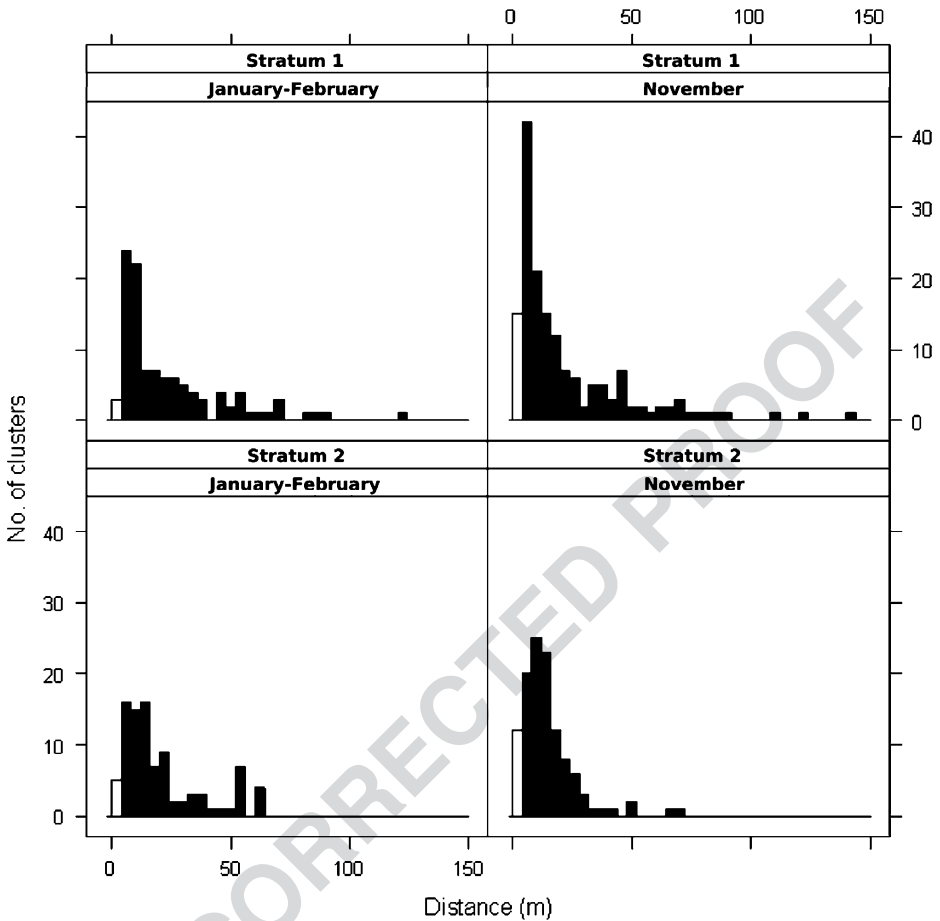 0 50 100 150
Stratum 1 Stratum 1
January-February November
40
30
20
10
0
Stratum 2 Stratum 2
January-February November
No. of clusters
40
30
20
10
0
0 50 100 150
Distance (m)
CORRECTED PROOF